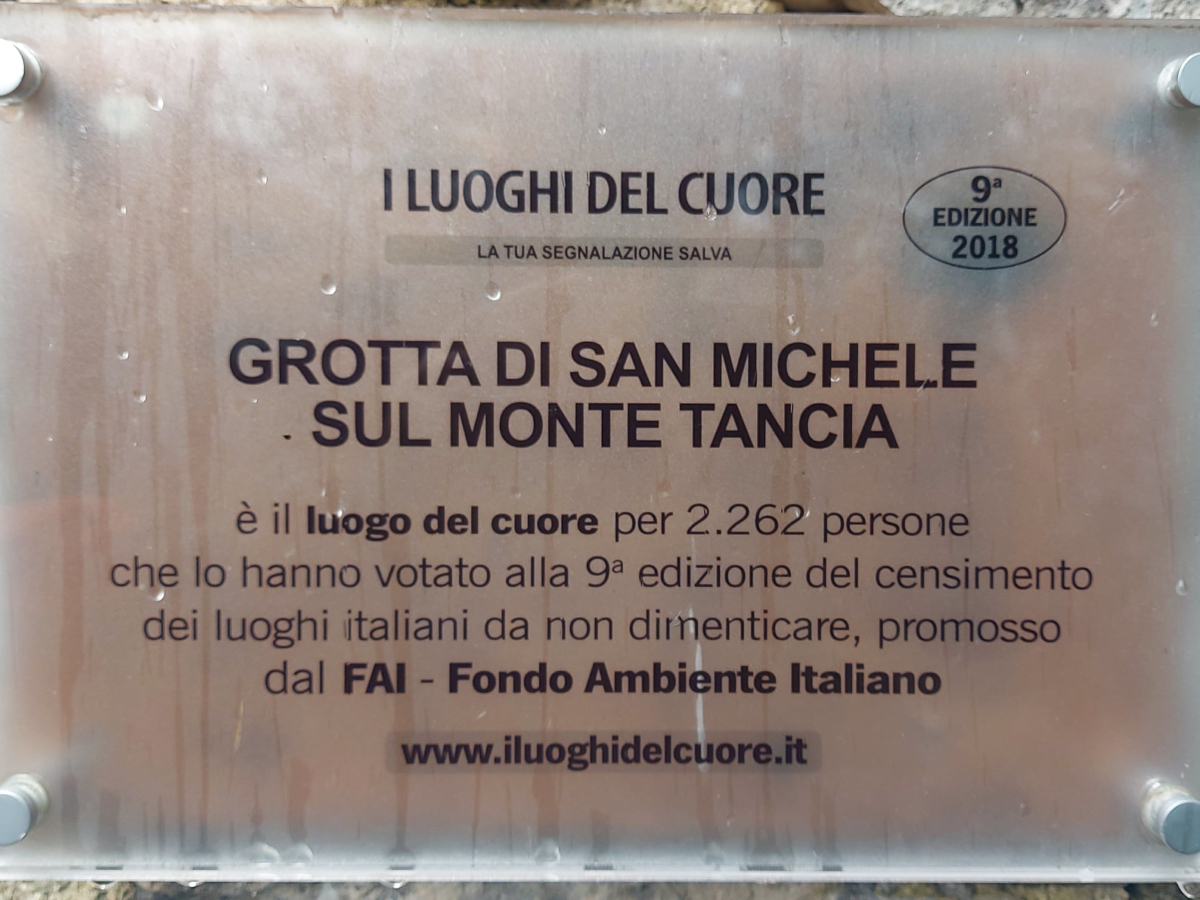 I LUOGHI DEL CUORE
LA TUA SEGNALAZIONE SALVA
9ª
EDIZIONE
2018
GROTTA DI SAN MICHELE
SUL MONTE TANCIA
è il luogo del cuore per 2.262 persone
che lo hanno votato alla 9ª edizione del censimento
dei luoghi italiani da non dimenticare, promosso
dal FAI - Fondo Ambiente Italiano
www.iluoghidelcuore.it